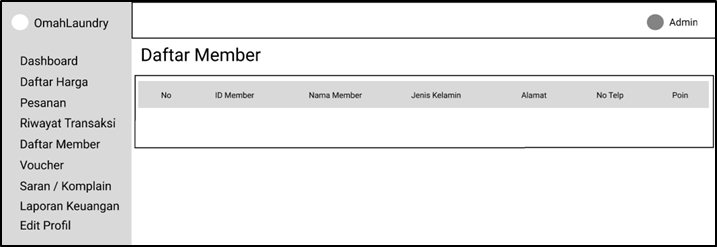 OmahLaundry
Admin
Dashboard
Daftar Harga
Pesanan
Riwayat Transaksi
Daftar Member
Voucher
Saran / Komplain
Laporan Keuangan
Edit Profil
Daftar Member
No ID Member Nama Member Jenis Kelamin Alamat No Telp Poin